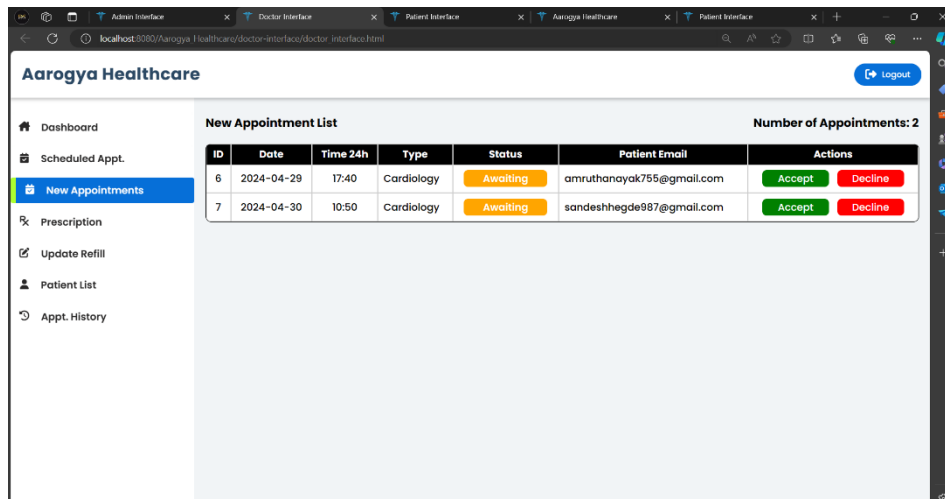 Admin Interface
Doctor Interface
Patient Interface
Aarogya Healthcare
Patient Interface
localhost:8080/Aarogya_Healthcare/doctor-interface/doctor_interface.html
Aarogya Healthcare
Logout
Dashboard
Scheduled Appt.
New Appointments
Prescription
Update Refill
Patient List
Appt. History
New Appointment List
Number of Appointments: 2
ID Date Time 24h Type Status Patient Email Actions
6 2024-04-29 17:40 Cardiology Awaiting amruthanayak755@gmail.com Accept Decline
7 2024-04-30 10:50 Cardiology Awaiting sandeshhegde987@gmail.com Accept Decline